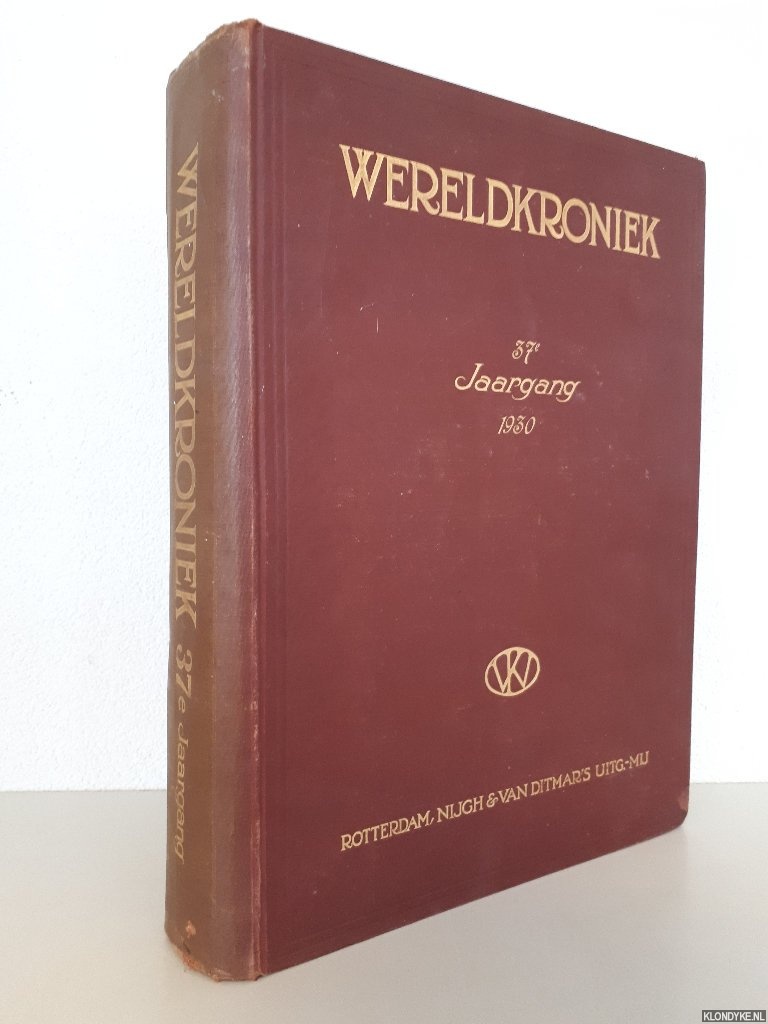 WERELDKRONIEK
37e
Jaargang
1930
WK
ROTTERDAM, NIJGH & VAN DITMAR'S UITG.-MIJ
WERELDKRONIEK 37e Jaargang
KLONDYKE.NL